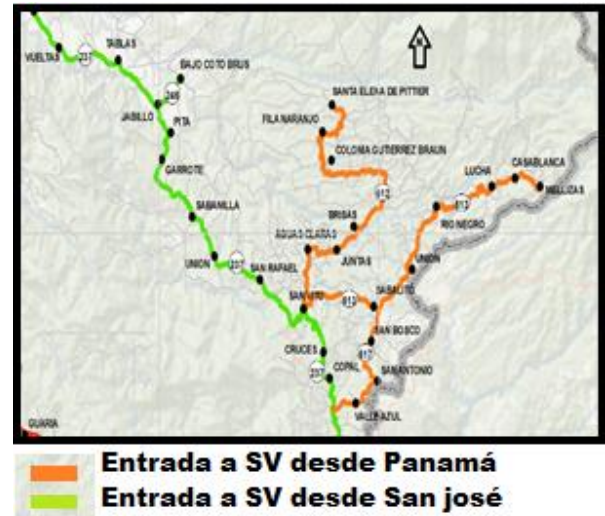 VUELTAS
237
TABLAS
BAJO COTO BRUS
246
JABILLO
PITA
GARROTE
SABANILLA
UNION
237
SAN RAFAEL
SANTA ELENA DE PITTIER
FILA NARANJO
COLONIA GUTIERREZ BRAUN
612
BRISAS
AGUAS CLARAS
JUNTAS
LUCHA
CASABLANCA
MELLIZAS
613
RIO NEGRO
UNION
SAN VITO
613
SABALITO
SAN BOSCO
617
CRUCES
237
COPAL
SAN ANTONIO
VALLE AZUL
GUARIA
Entrada a SV desde Panamá
Entrada a SV desde San josé